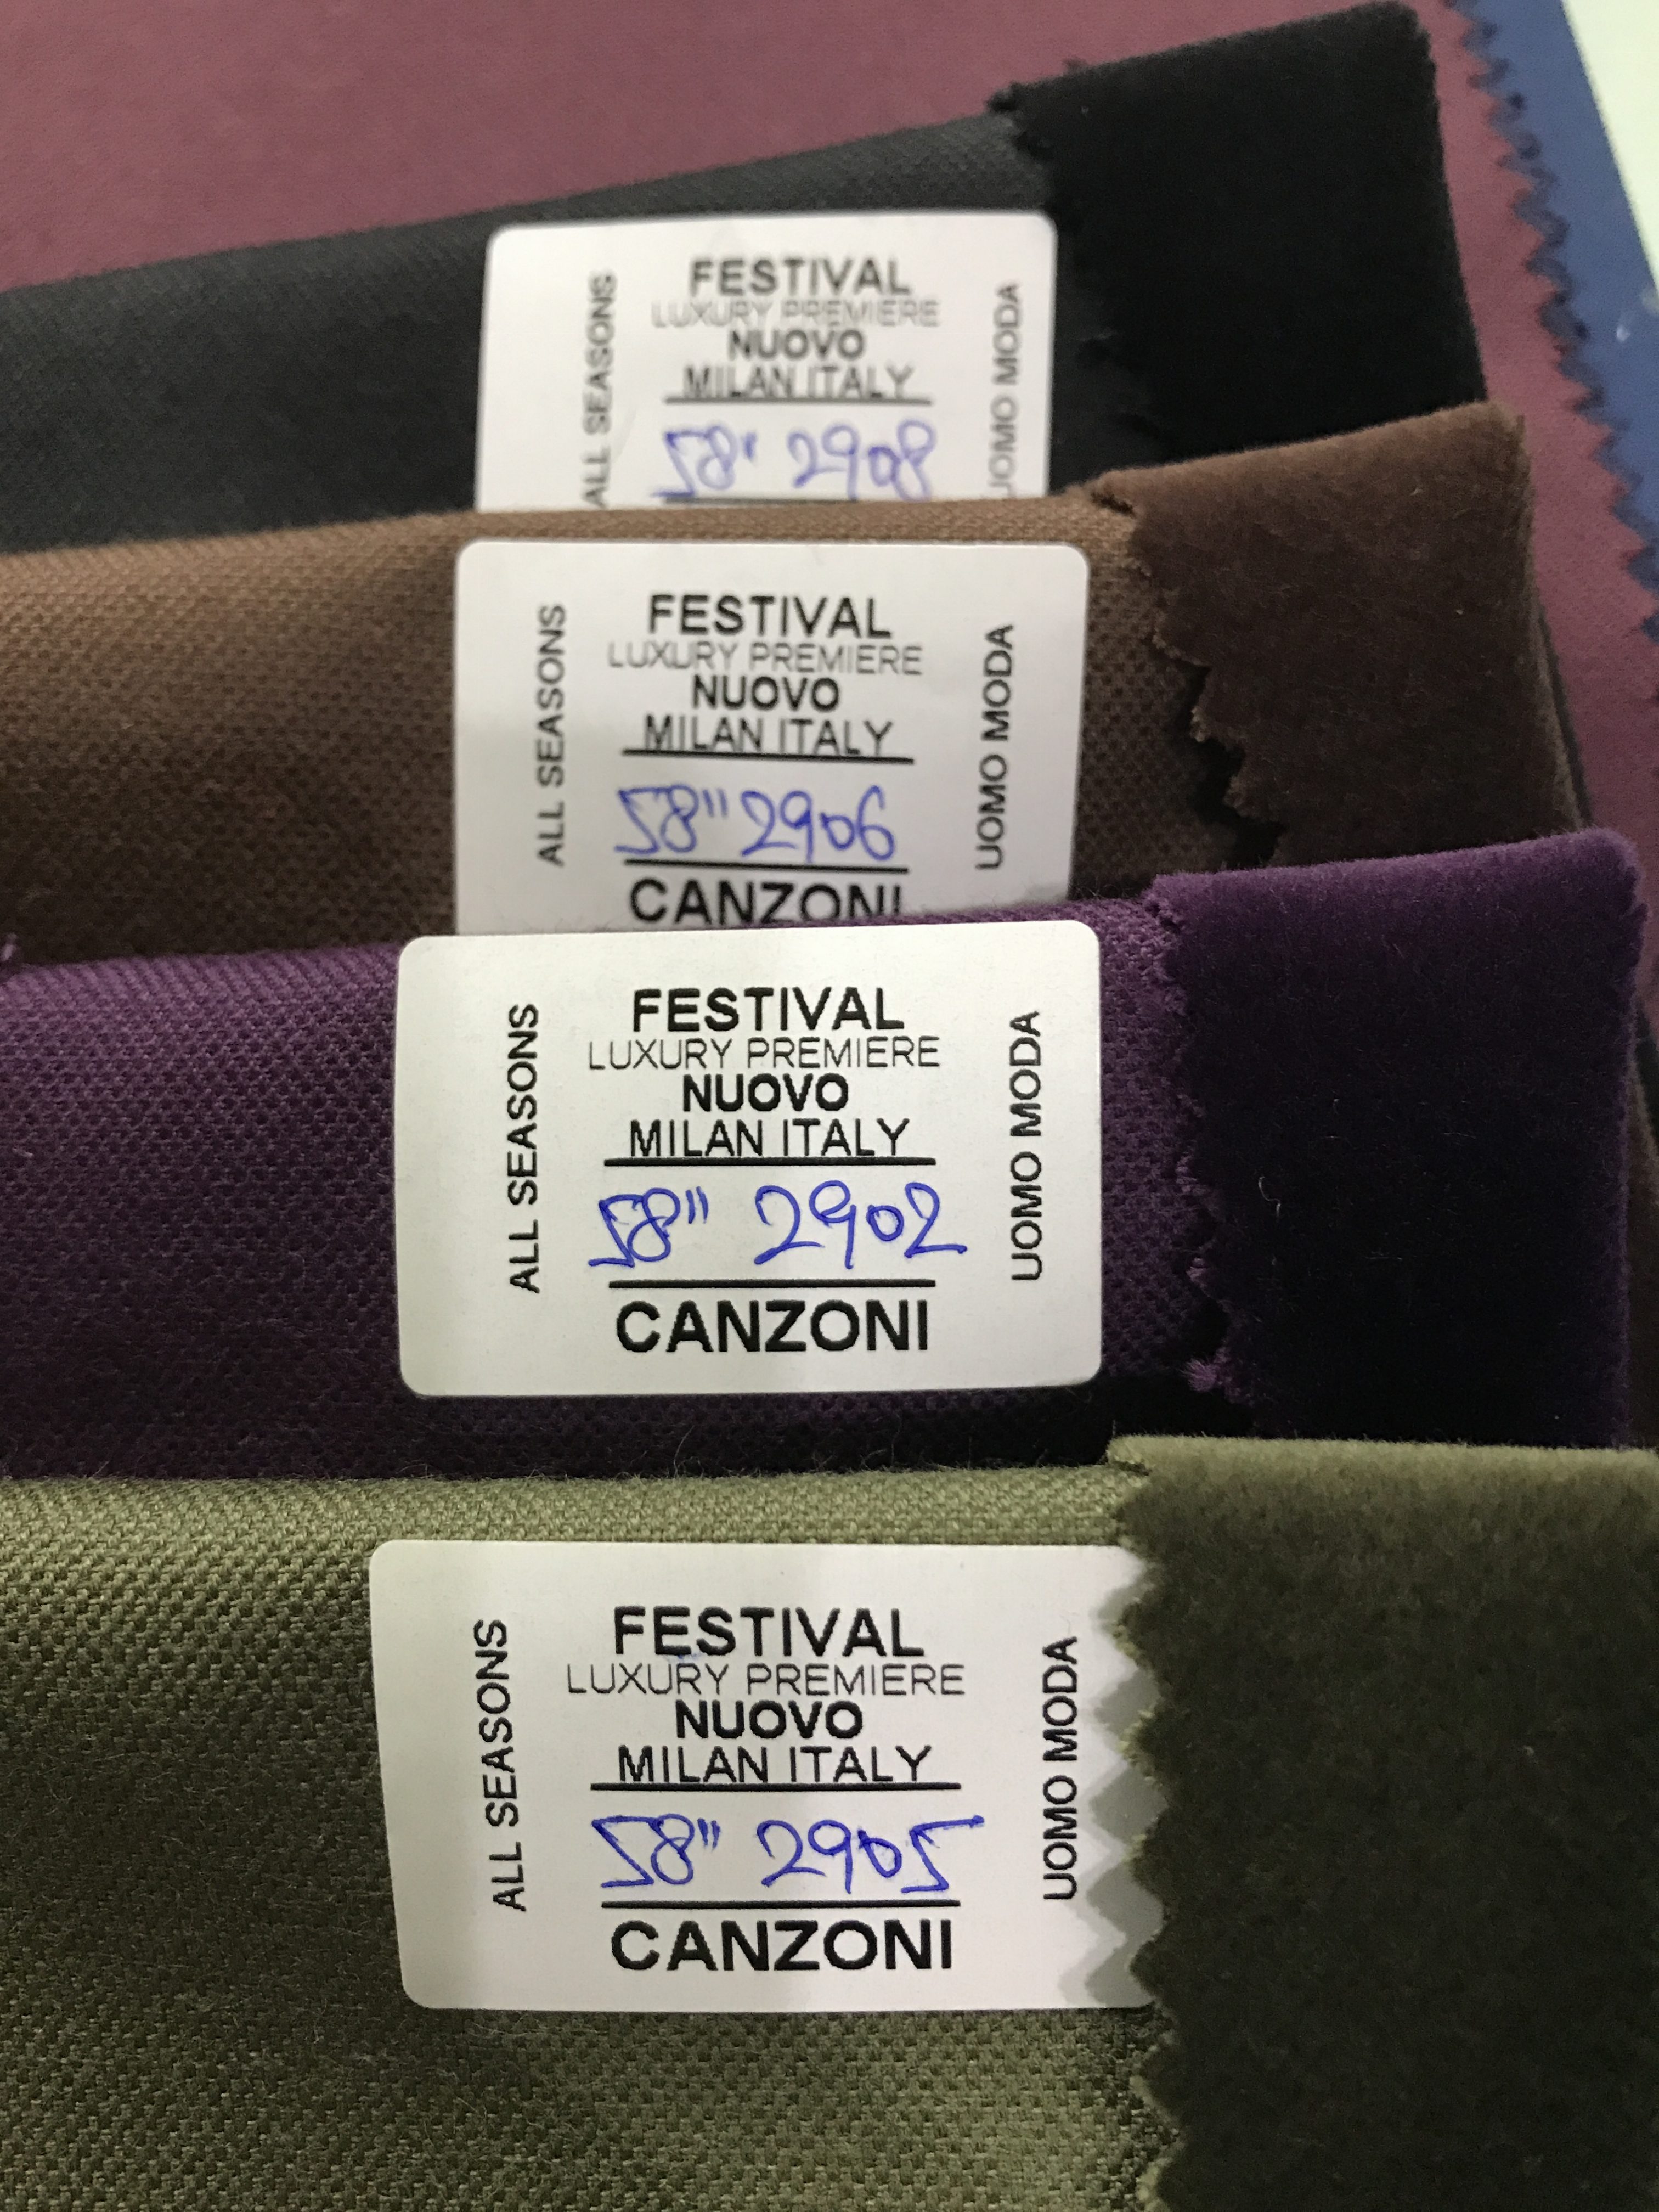 FESTIVAL
LUXURY PREMIERE
NUOVO
MILAN ITALY
58" 2908
ALL SEASONS
UOMO MODA
FESTIVAL
LUXURY PREMIERE
NUOVO
MILAN ITALY
58" 2906
CANZONI
ALL SEASONS
UOMO MODA
FESTIVAL
LUXURY PREMIERE
NUOVO
MILAN ITALY
58" 2902
CANZONI
ALL SEASONS
UOMO MODA
FESTIVAL
LUXURY PREMIERE
NUOVO
MILAN ITALY
58" 2905
CANZONI
ALL SEASONS
UOMO MODA